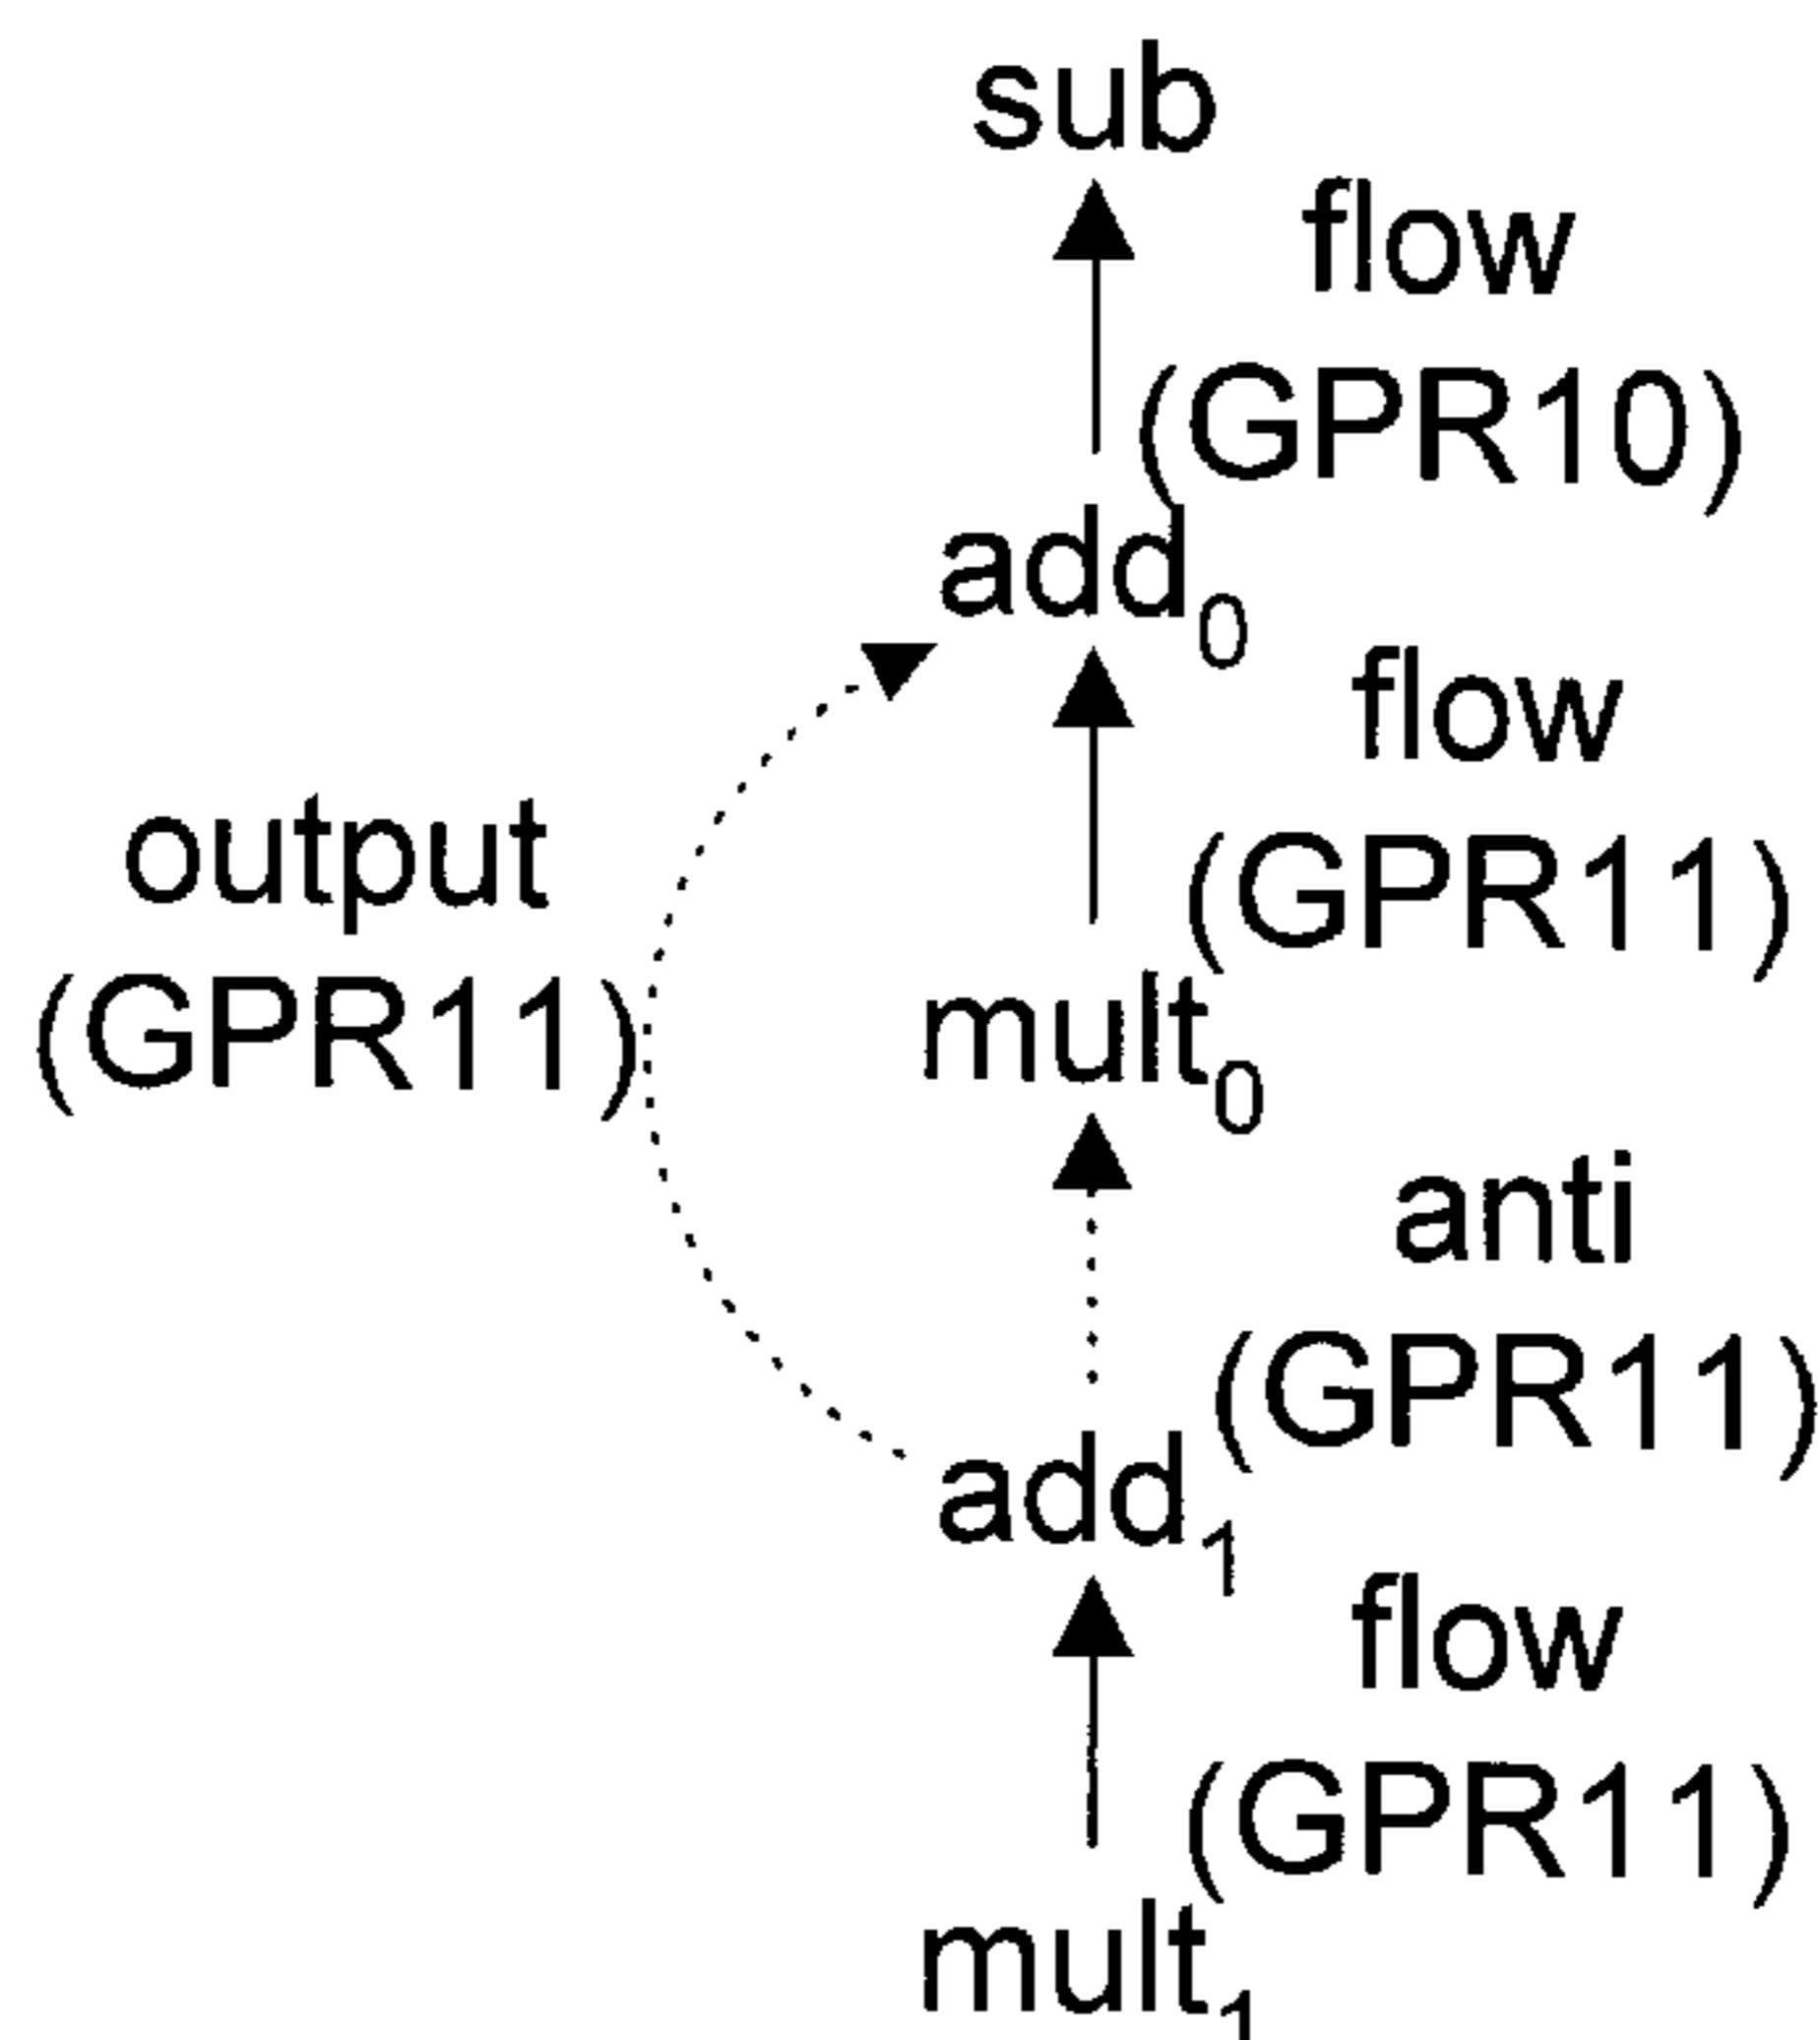 sub
flow
(GPR10)
add0
flow
output
(GPR11)
(GPR11)
mult0
anti
(GPR11)
add1
flow
(GPR11)
mult1